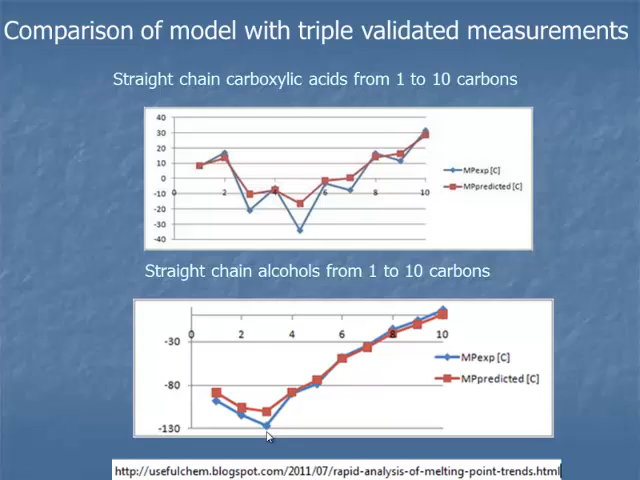 Comparison of model with triple validated measurements
Straight chain carboxylic acids from 1 to 10 carbons
40
30
20
10
0
-10
-20
-30
-40
0 2 4 6 8 10
MPexp [C]
MPpredicted [C]
Straight chain alcohols from 1 to 10 carbons
0 2 4 6 8 10
-30
-80
-130
MPexp [C]
MPpredicted [C]
http://usefulchem.blogspot.com/2011/07/rapid-analysis-of-melting-point-trends.html